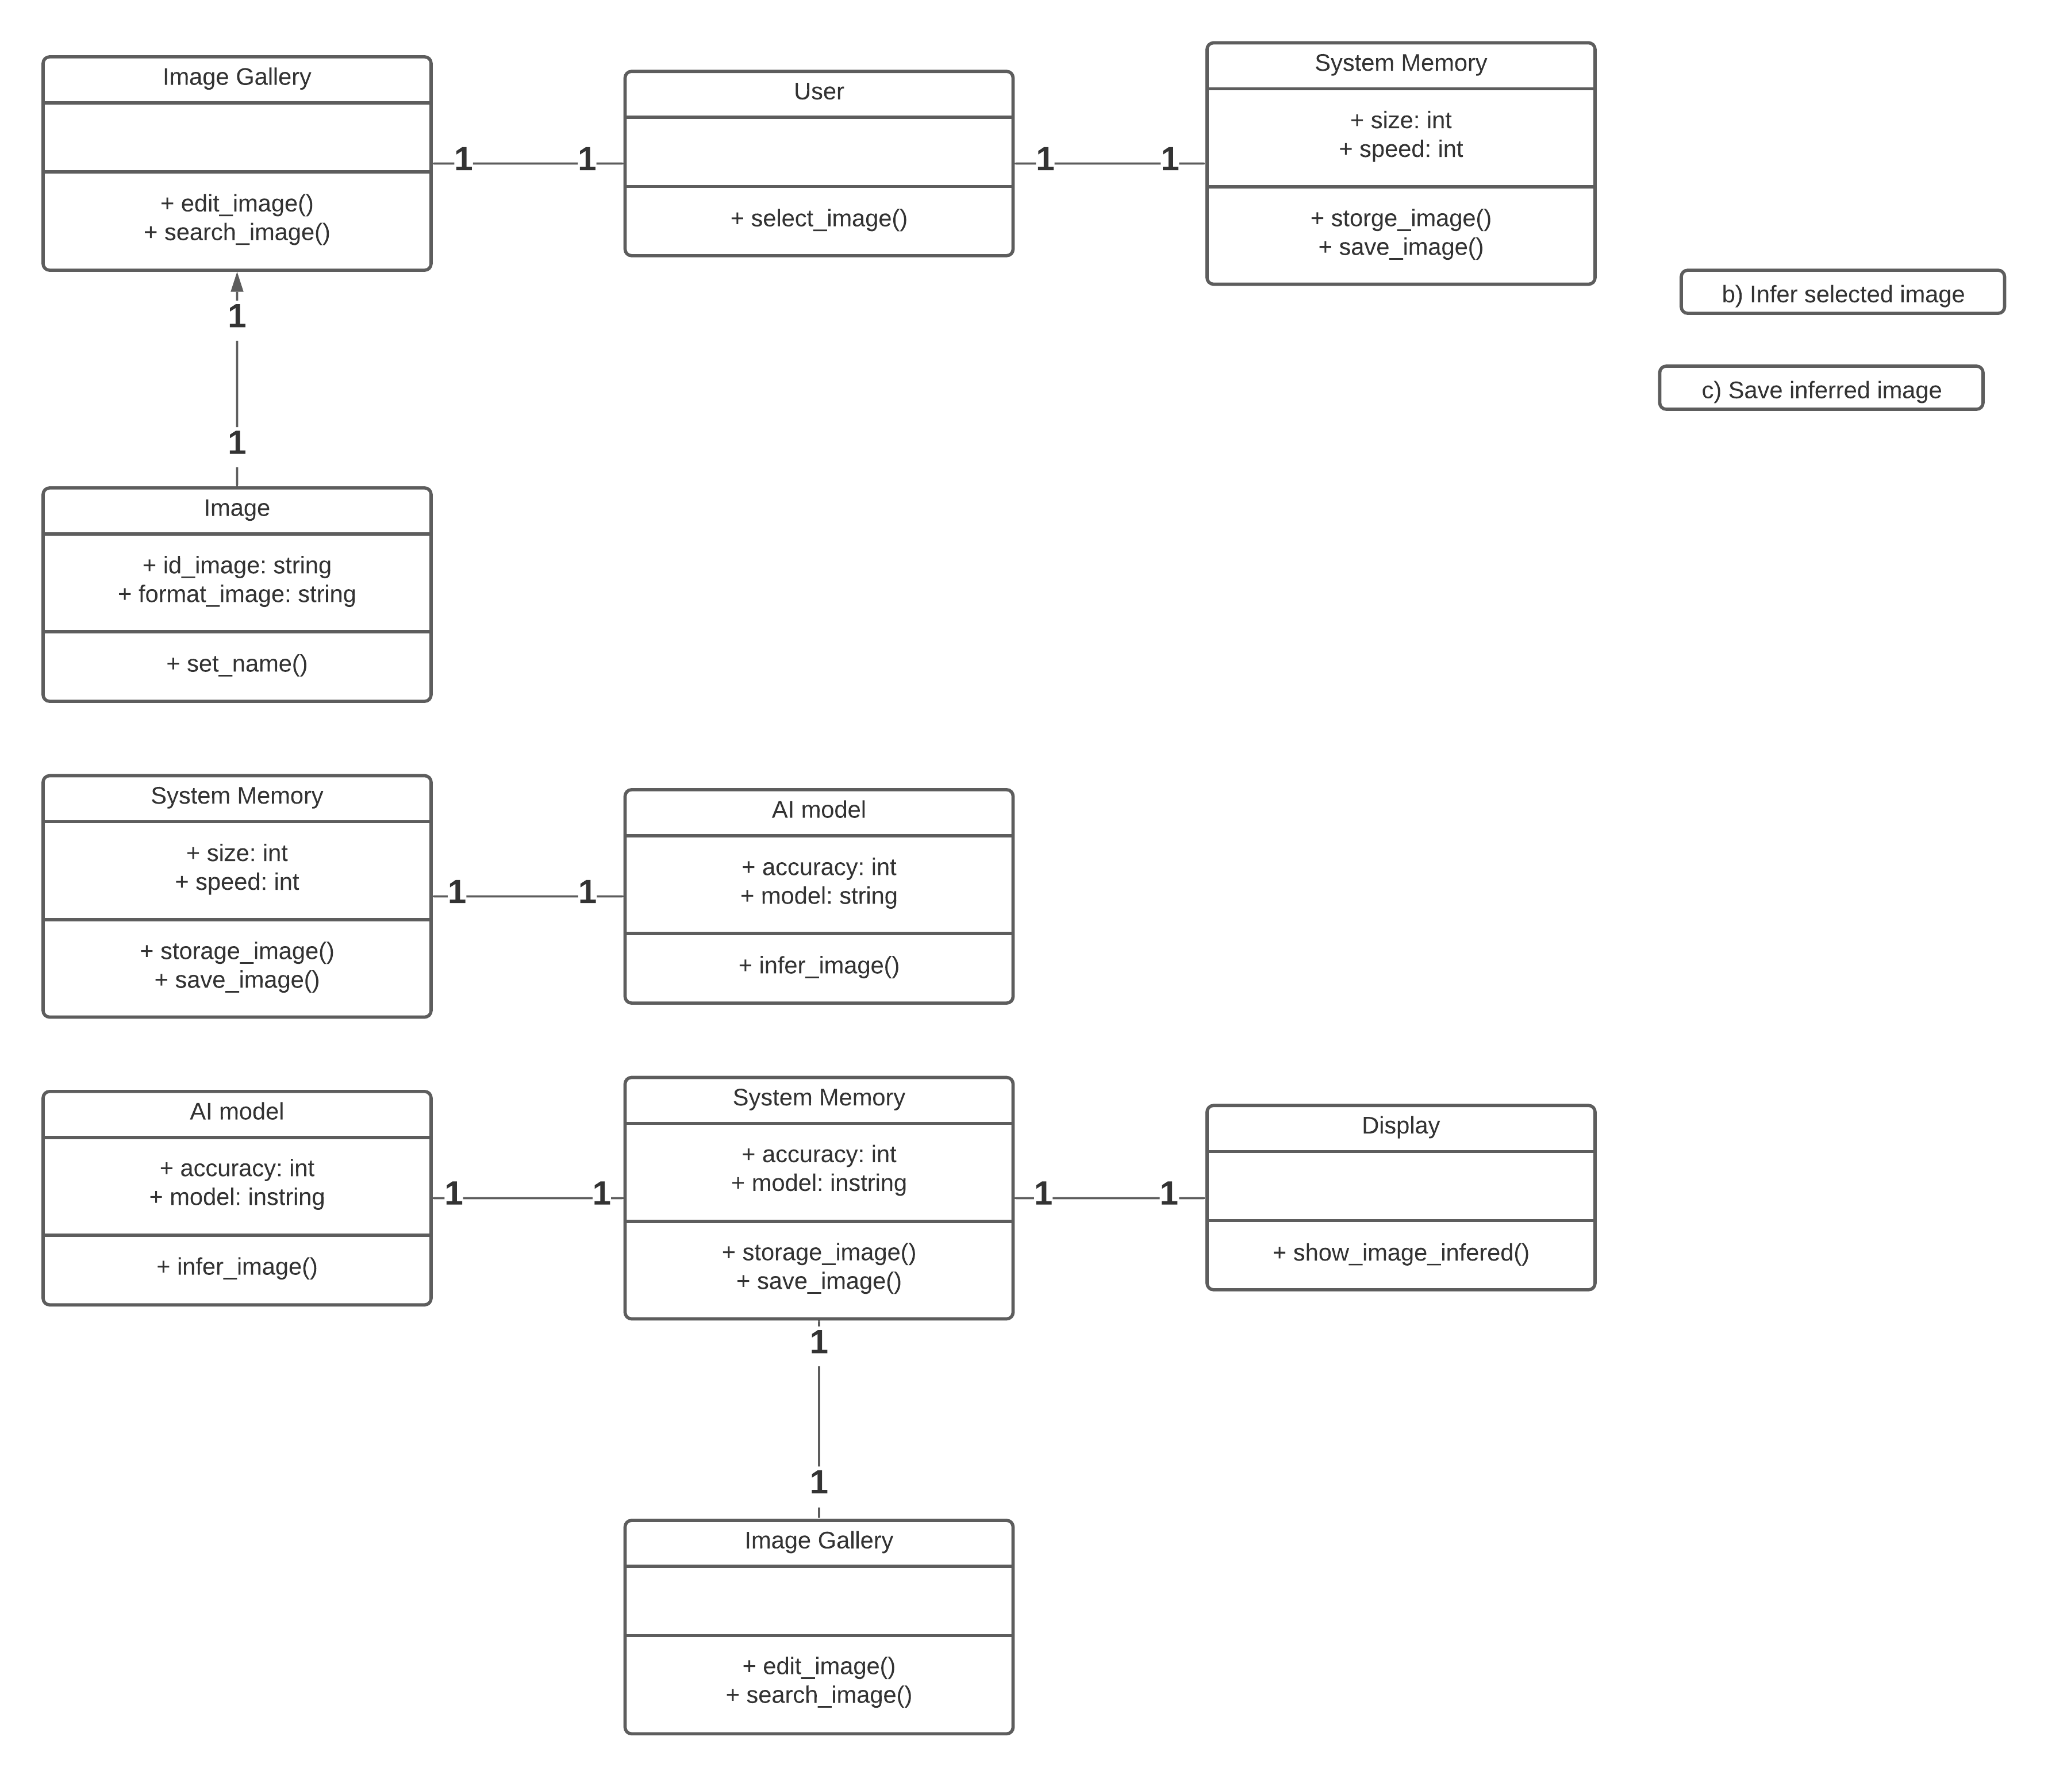 Image Gallery
+ edit_image()
+ search_image()
1
1
User
+ select_image()
1
1
System Memory
+ size: int
+ speed: int
+ storge_image()
+ save_image()
b) Infer selected image
c) Save inferred image
1
1
Image
+ id_image: string
+ format_image: string
+ set_name()
System Memory
+ size: int
+ speed: int
+ storage_image()
+ save_image()
1
1
AI model
+ accuracy: int
+ model: string
+ infer_image()
AI model
+ accuracy: int
+ model: instring
+ infer_image()
1
1
System Memory
+ accuracy: int
+ model: instring
+ storage_image()
+ save_image()
1
1
Display
+ show_image_infered()
1
1
Image Gallery
+ edit_image()
+ search_image()